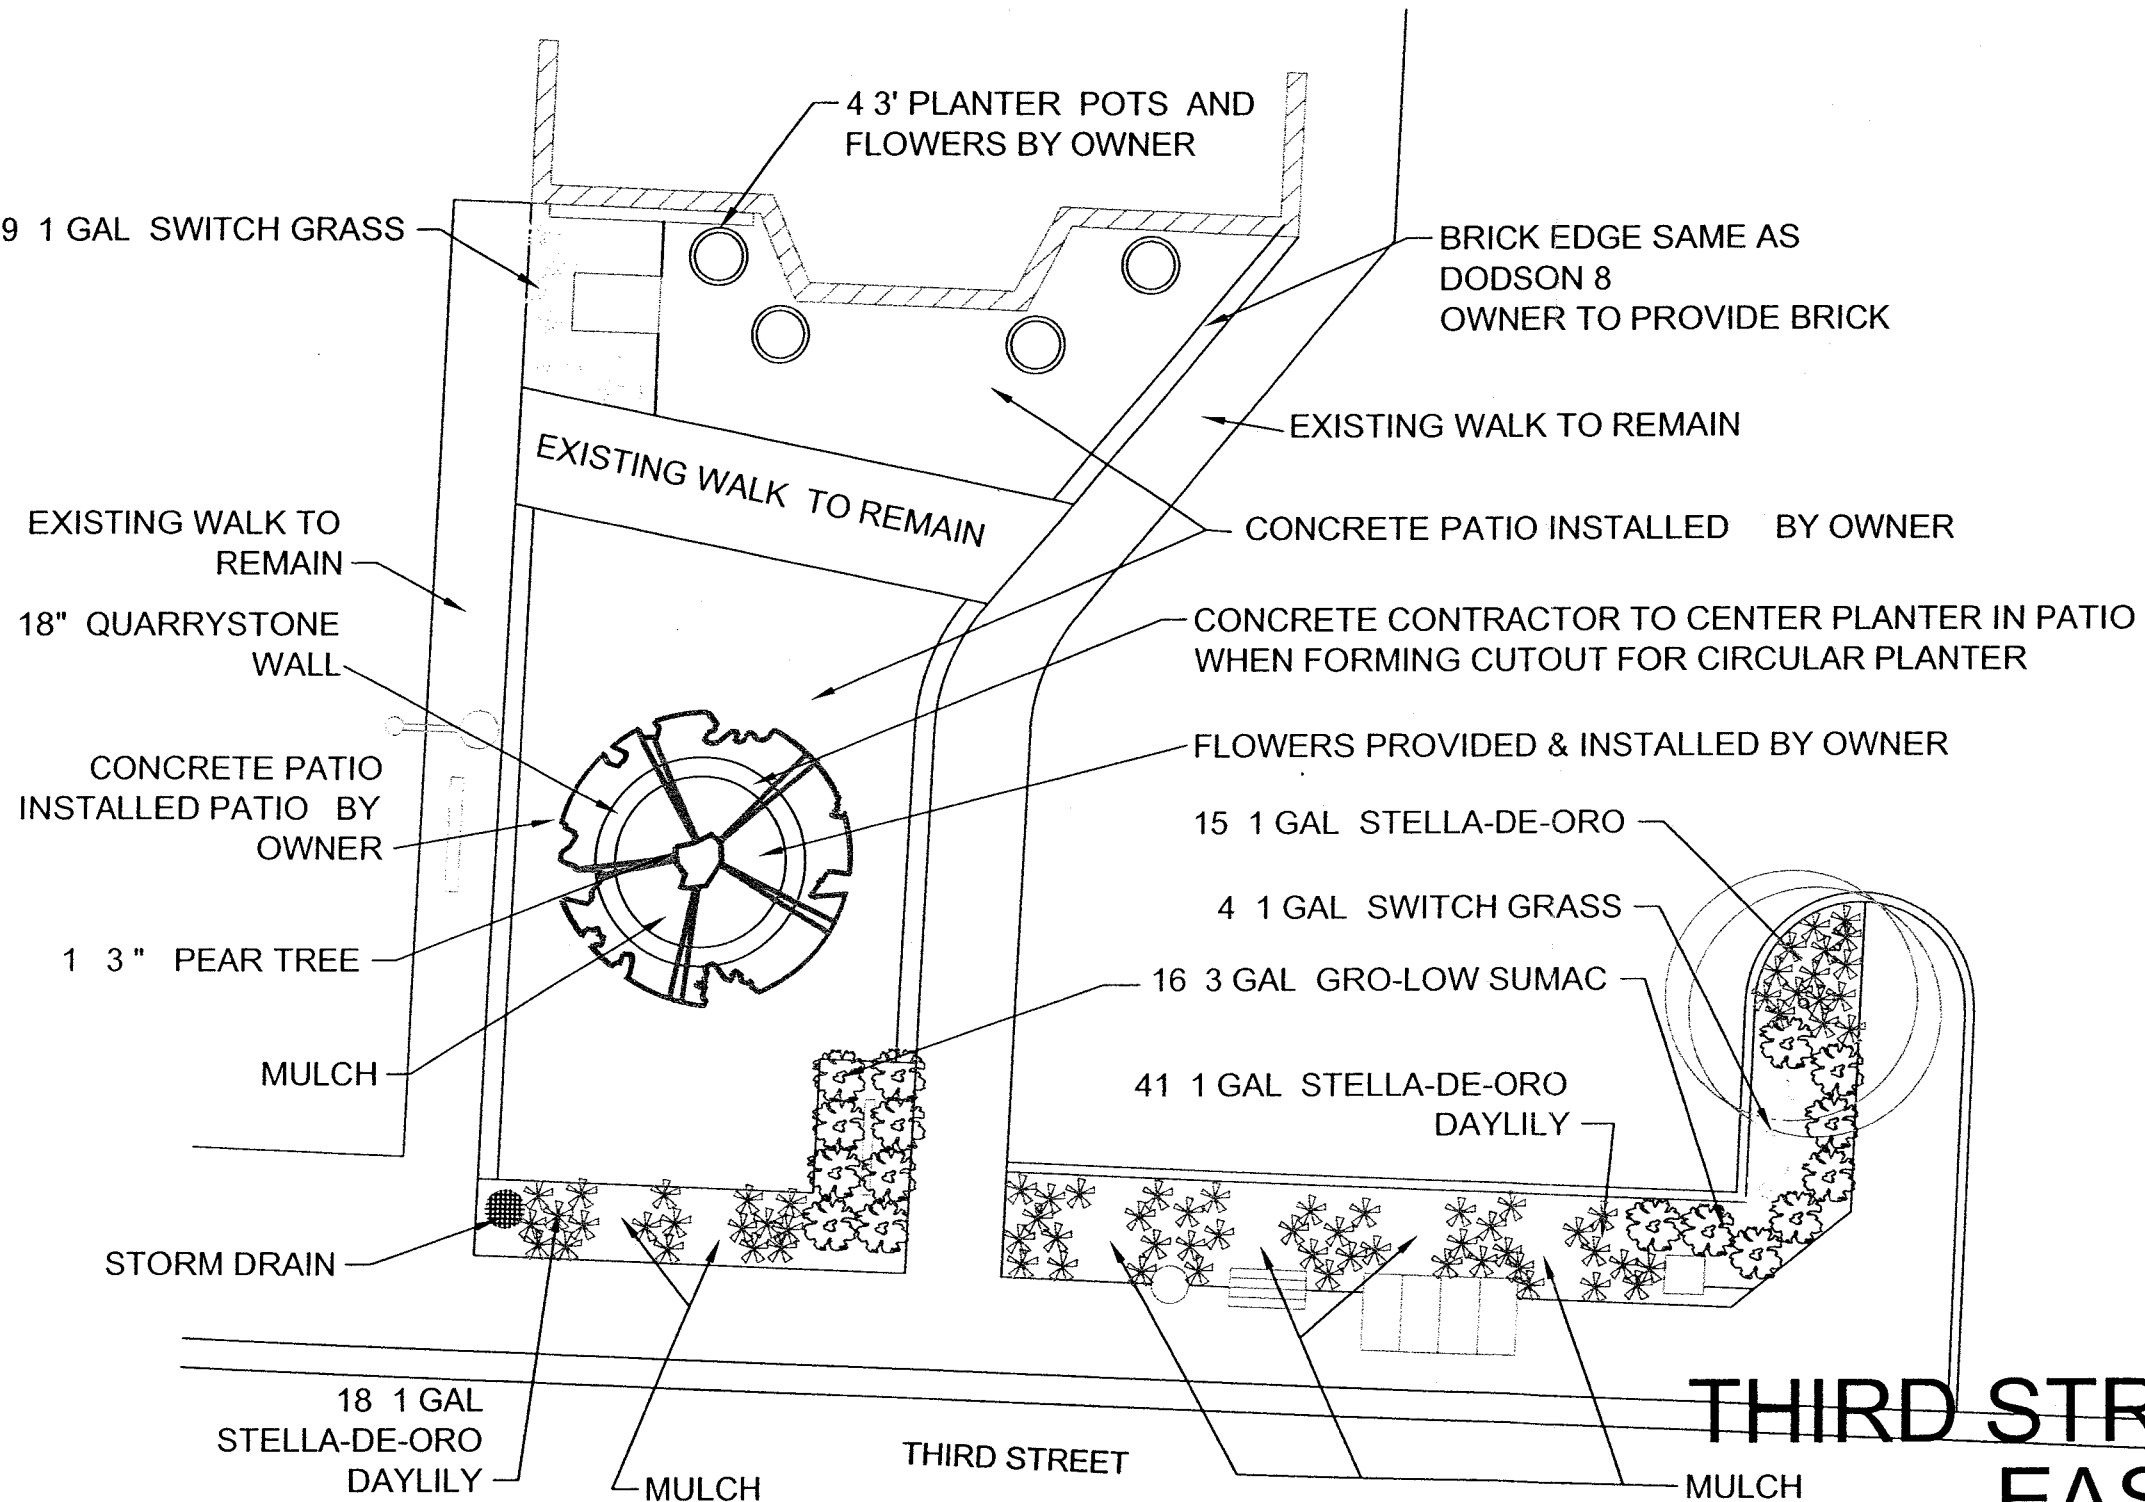 4 3' PLANTER POTS AND
FLOWERS BY OWNER
9 1 GAL SWITCH GRASS
BRICK EDGE SAME AS
DODSON 8
OWNER TO PROVIDE BRICK
EXISTING WALK TO REMAIN
EXISTING WALK TO REMAIN
EXISTING WALK TO
REMAIN
CONCRETE PATIO INSTALLED BY OWNER
18" QUARRYSTONE
WALL
CONCRETE CONTRACTOR TO CENTER PLANTER IN PATIO
WHEN FORMING CUTOUT FOR CIRCULAR PLANTER
FLOWERS PROVIDED & INSTALLED BY OWNER
CONCRETE PATIO
INSTALLED PATIO BY
OWNER
15 1 GAL STELLA-DE-ORO
4 1 GAL SWITCH GRASS
1 3 " PEAR TREE
16 3 GAL GRO-LOW SUMAC
MULCH
41 1 GAL STELLA-DE-ORO
DAYLILY
STORM DRAIN
18 1 GAL
STELLA-DE-ORO
DAYLILY
MULCH
THIRD STREET
MULCH
THIRD STR
EAS